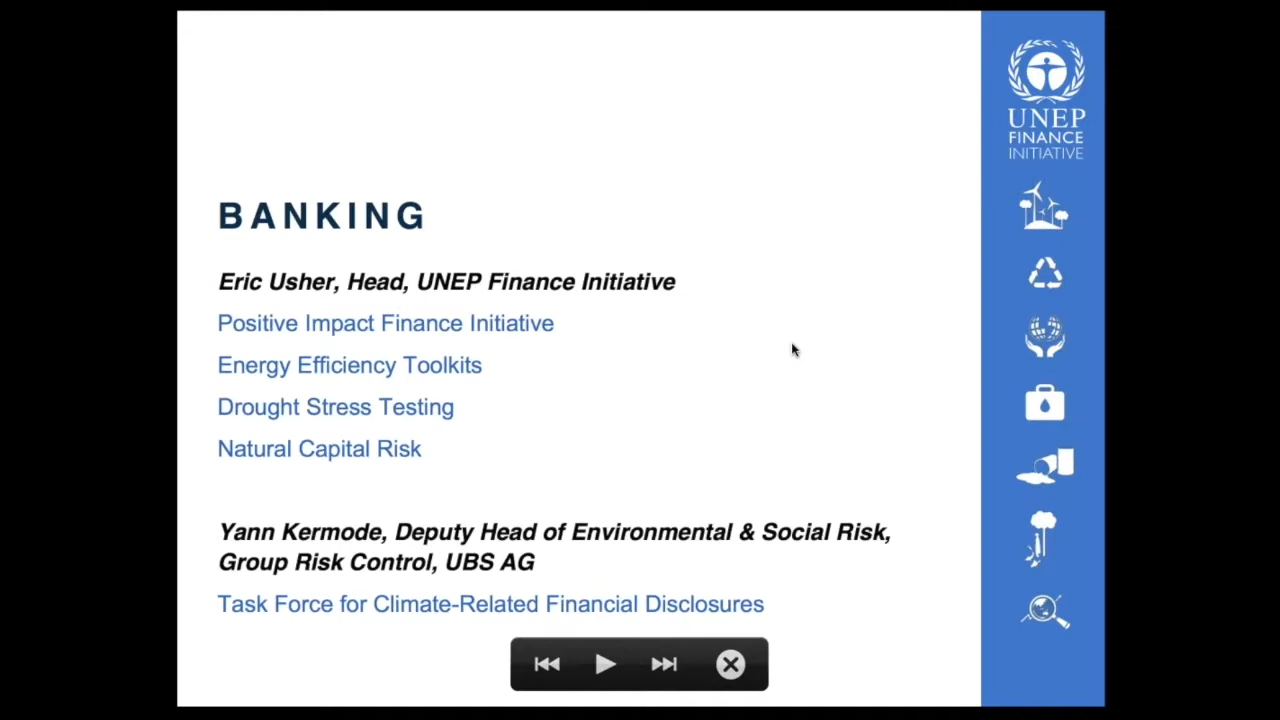 BANKING
Eric Usher, Head, UNEP Finance Initiative
Positive Impact Finance Initiative
Energy Efficiency Toolkits
Drought Stress Testing
Natural Capital Risk
Yann Kermode, Deputy Head of Environmental & Social Risk,
Group Risk Control, UBS AG
Task Force for Climate-Related Financial Disclosures
UNEP
FINANCE
INITIATIVE